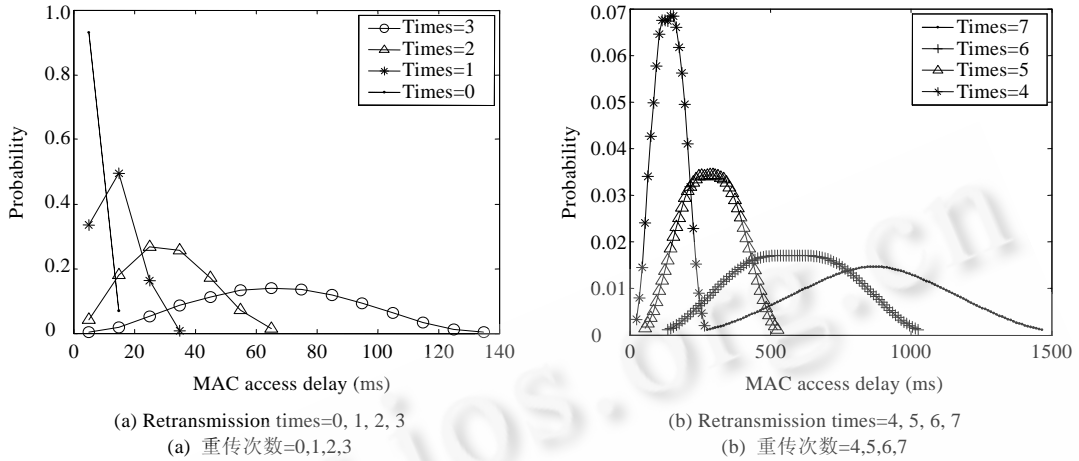 1.0
0.8
0.6
0.4
0.2
0
Probability
Times=3
Times=2
Times=1
Times=0
0 20 40 60 80 100 120 140
MAC access delay (ms)
(a) Retransmission times=0, 1, 2, 3
(a) 重传次数=0,1,2,3
0.07
0.06
0.05
0.04
0.03
0.02
0.01
0
Probability
Times=7
Times=6
Times=5
Times=4
0 500 1000 1500
MAC access delay (ms)
(b) Retransmission times=4, 5, 6, 7
(b) 重传次数=4,5,6,7
ios.org.cn